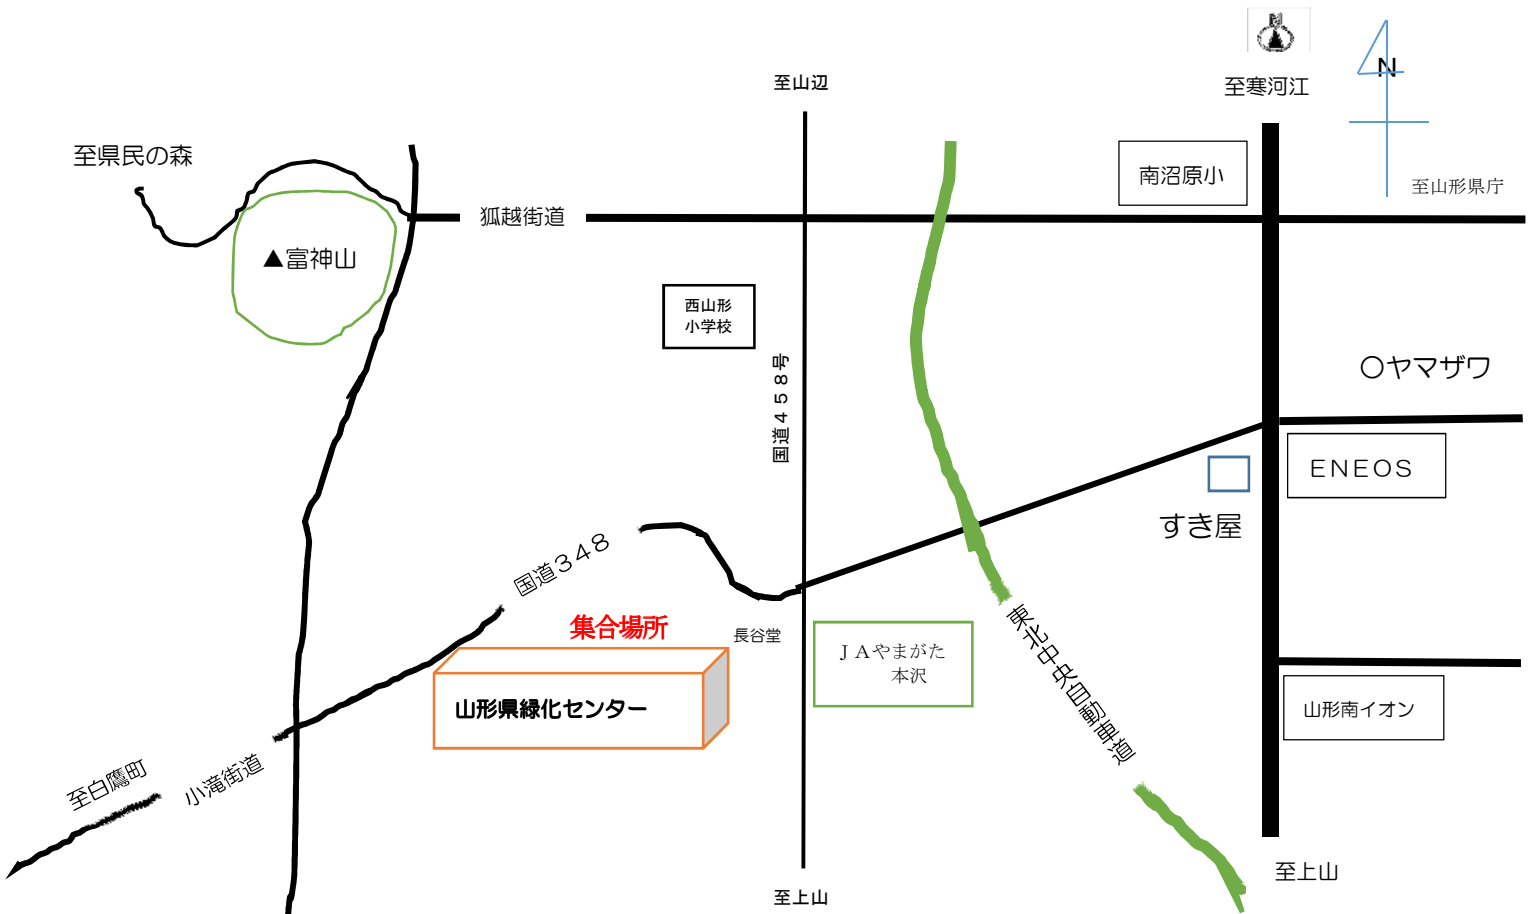 N
N
至山辺
至寒河江
至県民の森
南沼原小
至山形県庁
狐越街道
▲富神山
西山形
小学校
国道458号
〇ヤマザワ
ENEOS
すき屋
国道348
集合場所
長谷堂
JAやまがた
本沢
東北中央自動車道
山形県緑化センター
山形南イオン
小滝街道
至白鷹町
至上山
至上山